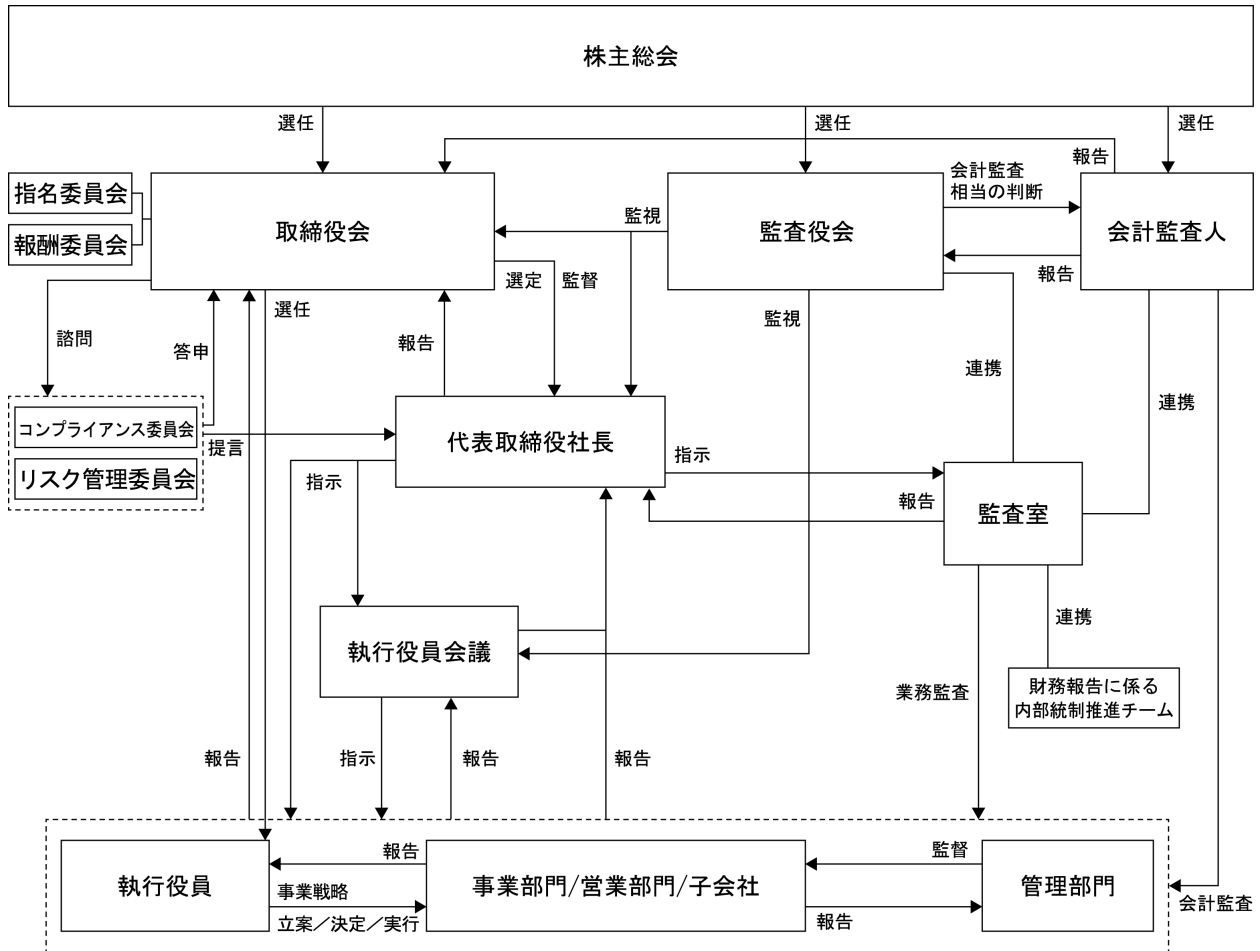 株主総会
選任
選任
選任
報告
指名委員会
報酬委員会
取締役会
監視
監査役会
会計監査
相当の判断
会計監査人
報告
選定
監督
選任
監視
諮問
答申
報告
連携
連携
コンプライアンス委員会
リスク管理委員会
提言
代表取締役社長
指示
指示
報告
監査室
連携
執行役員会議
業務監査
財務報告に係る
内部統制推進チーム
報告
指示
報告
報告
執行役員
報告
事業戦略
立案／決定／実行
事業部門/営業部門/子会社
監督
報告
管理部門
会計監査